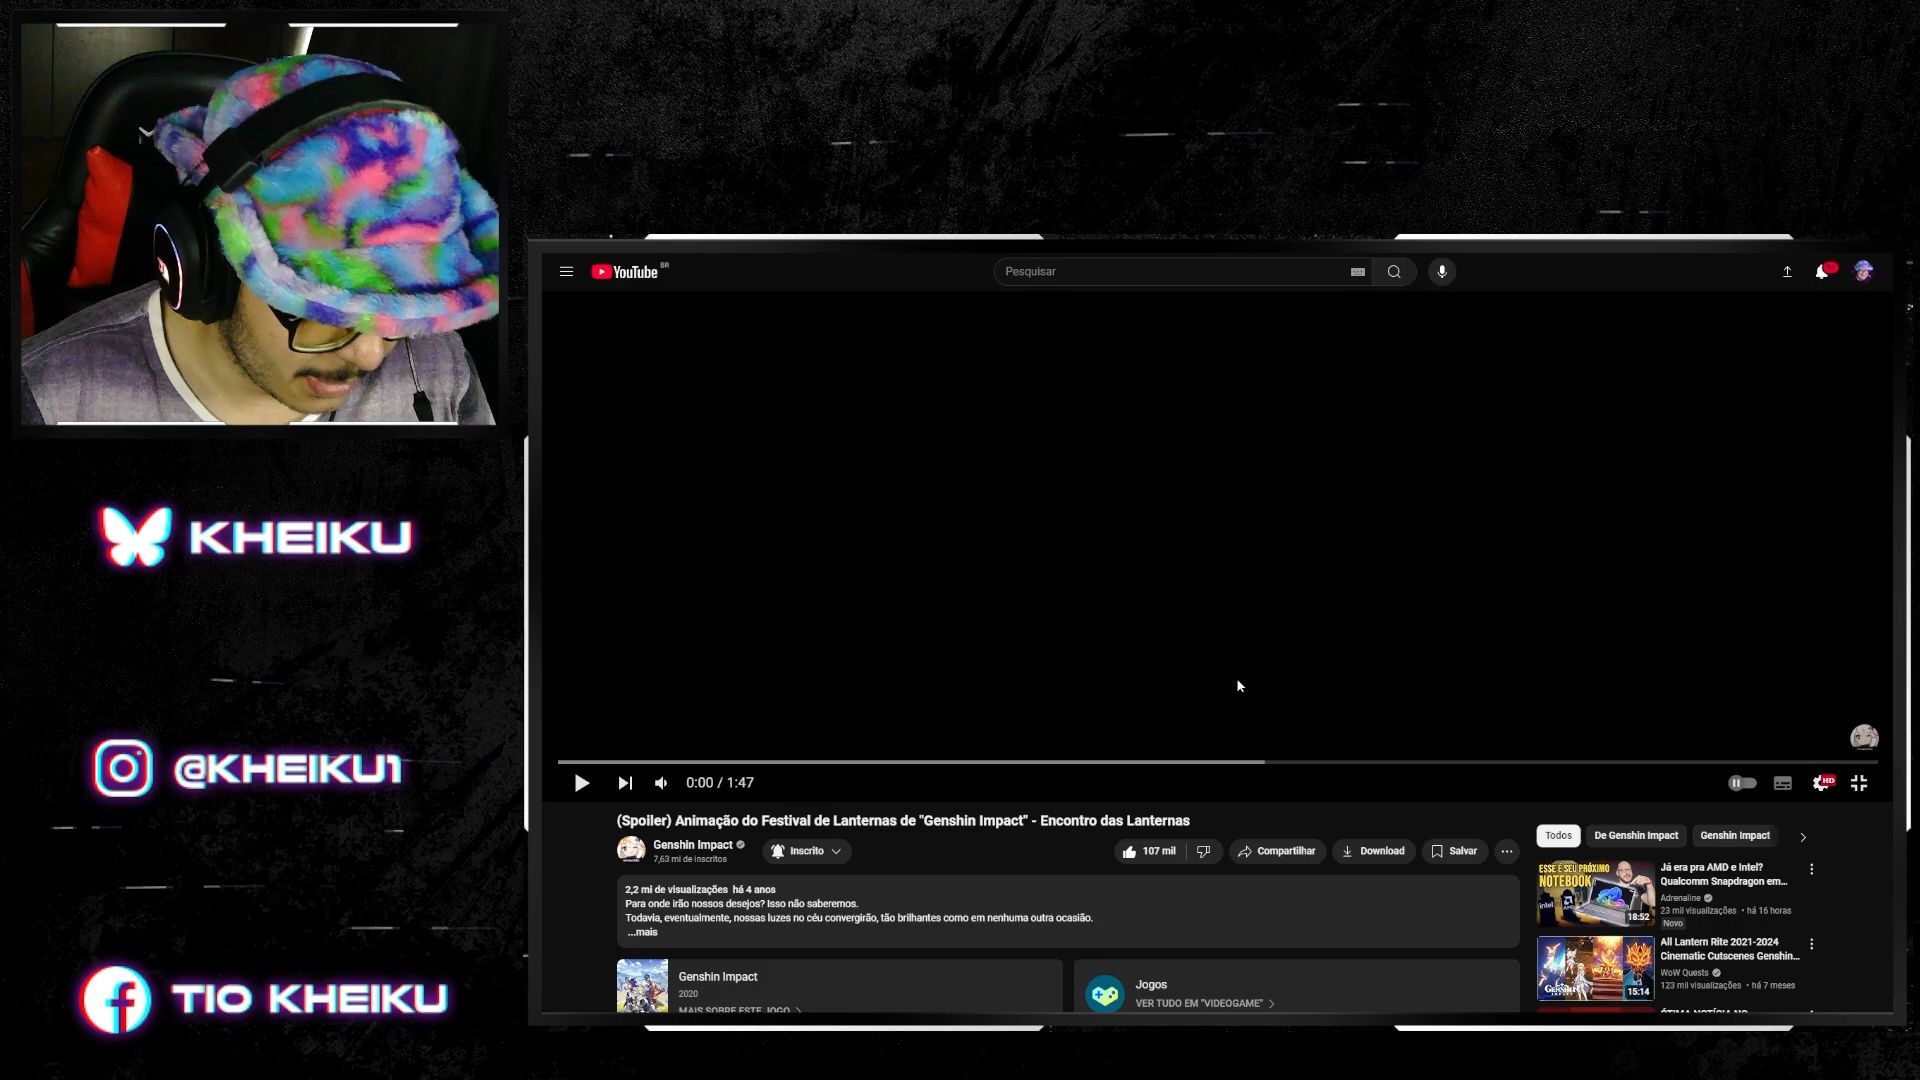 KHEIKU
@KHEIKU1
TIO KHEIKU
YouTube BR
Pesquisar
0:00 / 1:47
HD
(Spoiler) Animação do Festival de Lanternas de "Genshin Impact" - Encontro das Lanternas
Genshin Impact
7,63 mi de inscritos
Inscrito
107 mil
Compartilhar
Download
Salvar
2,2 mi de visualizações há 4 anos
Para onde irão nossos desejos? Isso não saberemos.
Todavia, eventualmente, nossas luzes no céu convergirão, tão brilhantes como em nenhuma outra ocasião.
...mais
Genshin Impact
2020
MAIS SOBRE ESTE JOGO
Jogos
VER TUDO EM "VIDEOGAME"
Todos
De Genshin Impact
Genshin Impact
ESSE É SEU PRÓXIMO
NOTEBOOK
intel
AMD
18:52
Já era pra AMD e Intel?
Qualcomm Snapdragon em...
Adrenaline
23 mil visualizações • há 16 horas
Novo
GENSHIN
15:14
All Lantern Rite 2021-2024
Cinematic Cutscenes Genshin...
WoW Quests
123 mil visualizações • há 7 meses